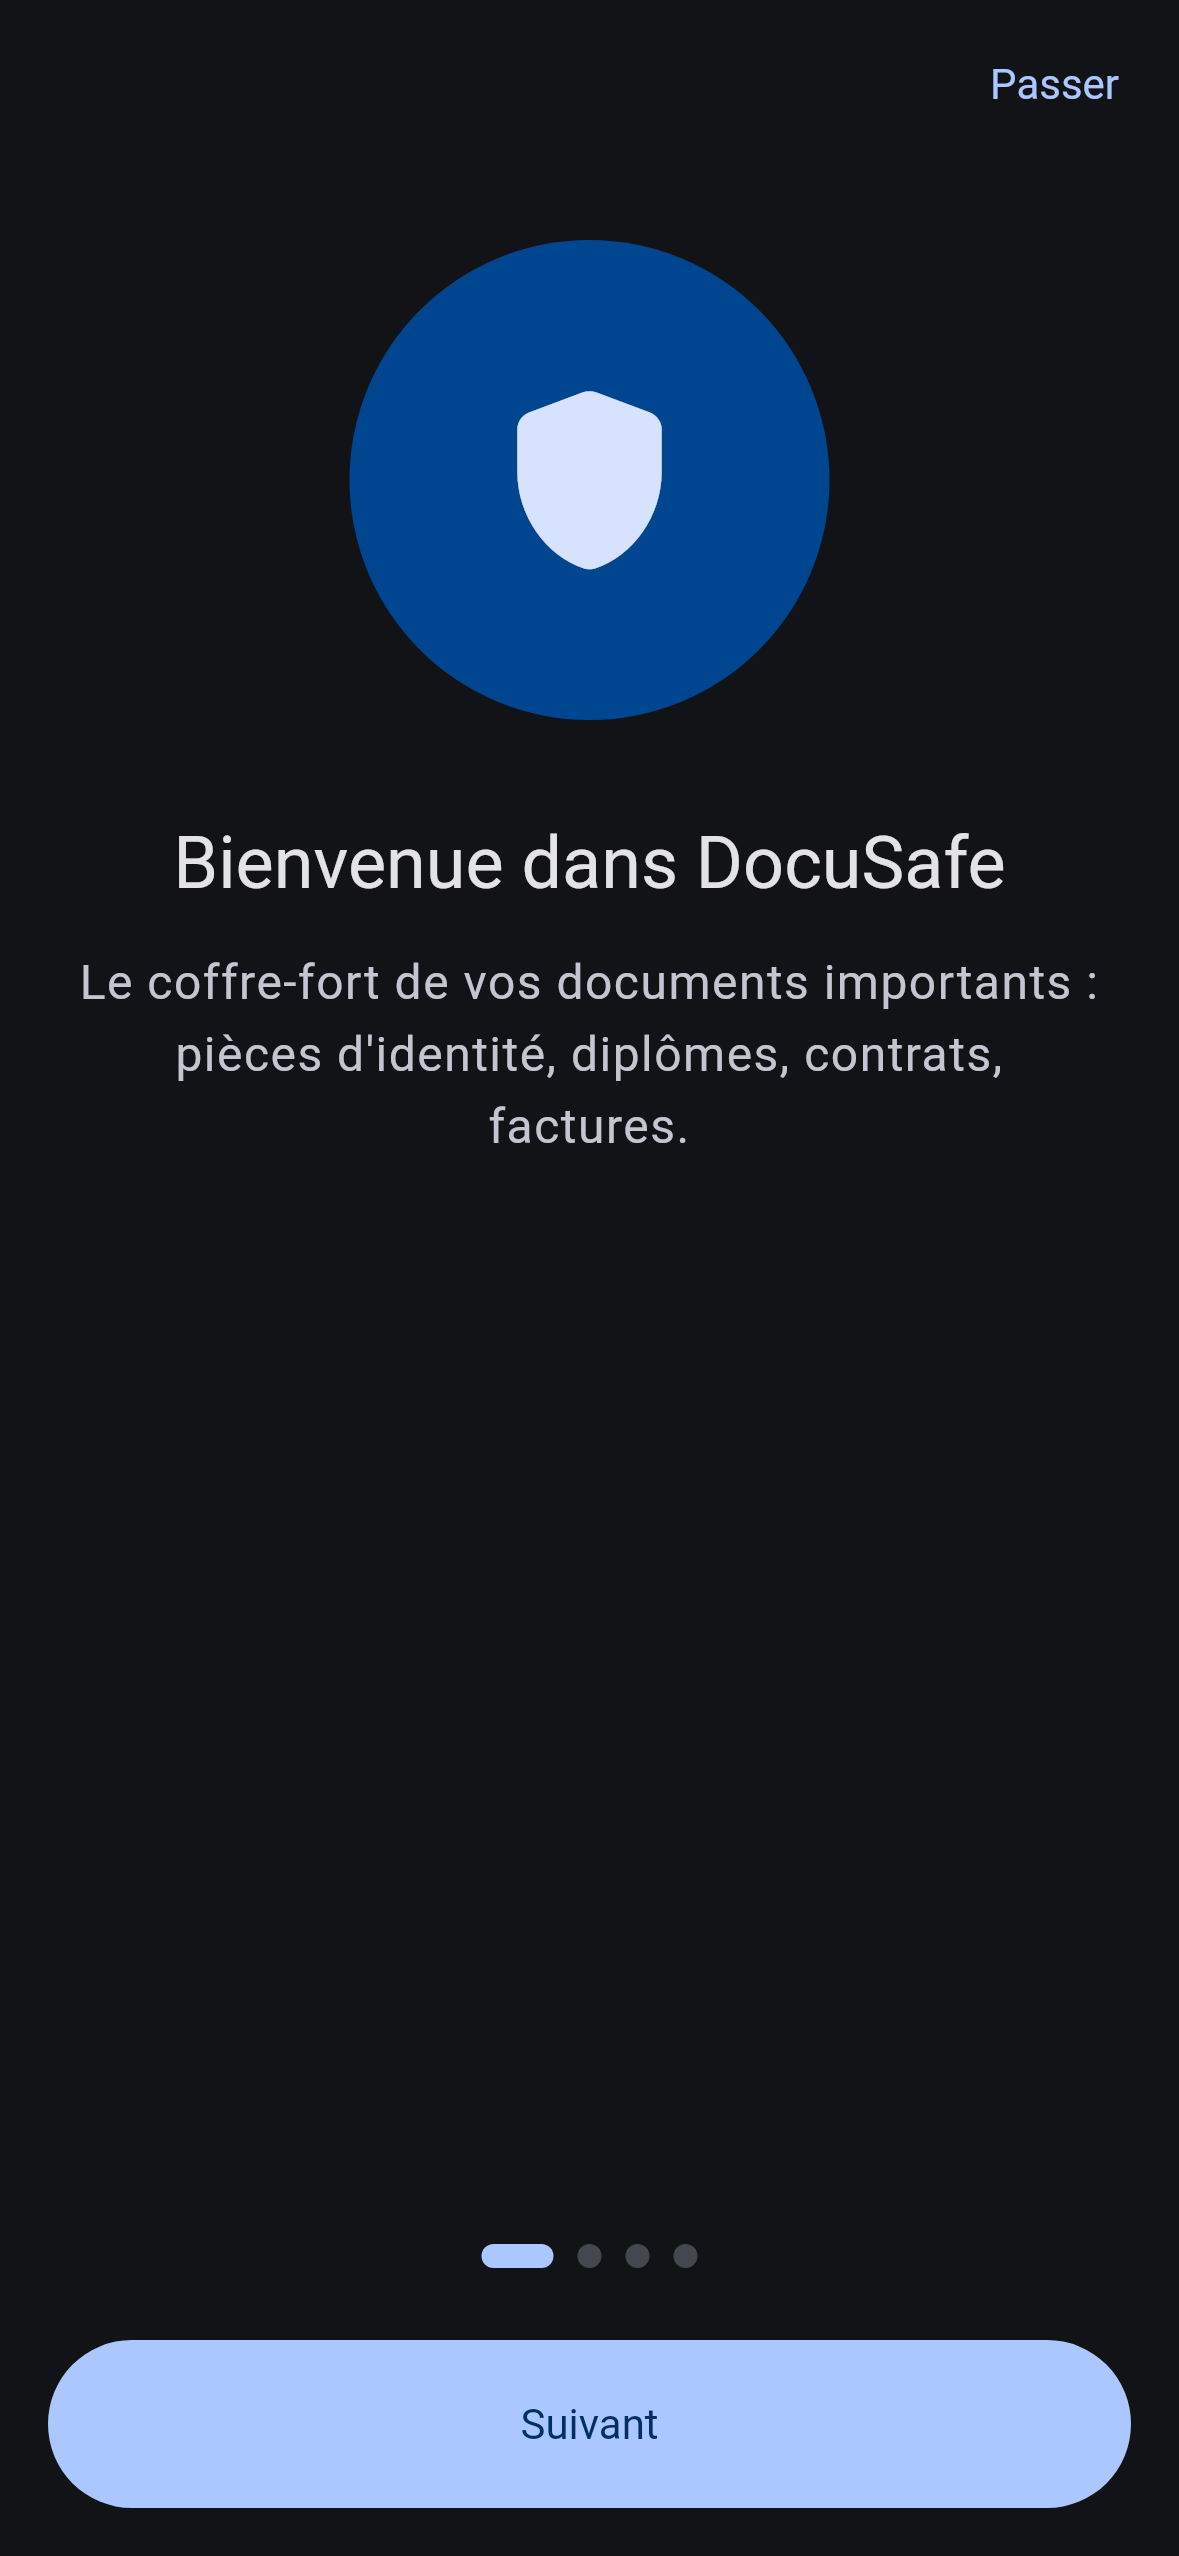 Passer
Bienvenue dans DocuSafe
Le coffre-fort de vos documents importants :
pièces d'identité, diplômes, contrats,
factures.
Suivant